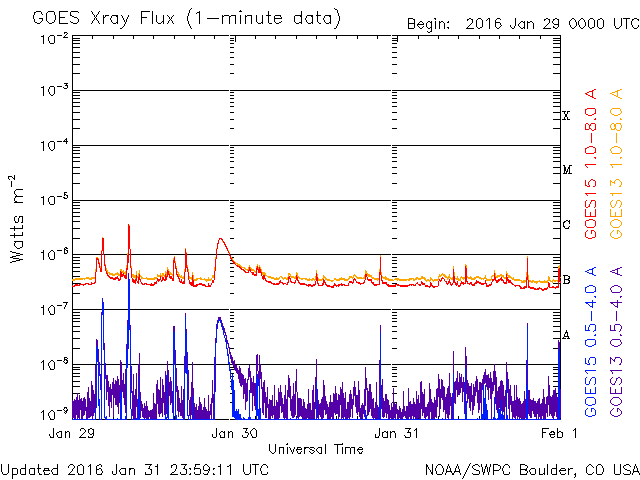 GOES Xray Flux (1-minute data)
Begin: 2016 Jan 29 0000 UTC
10-2
10-3
10-4
10-5
10-6
10-7
10-8
10-9
Watts m-2
X
M
C
B
A
GOES15 1.0-8.0 A
GOES13 1.0-8.0 A
GOES15 0.5-4.0 A
GOES13 0.5-4.0 A
Jan 29
Jan 30
Jan 31
Feb 1
Universal Time
Updated 2016 Jan 31 23:59:11 UTC
NOAA/SWPC Boulder, CO USA